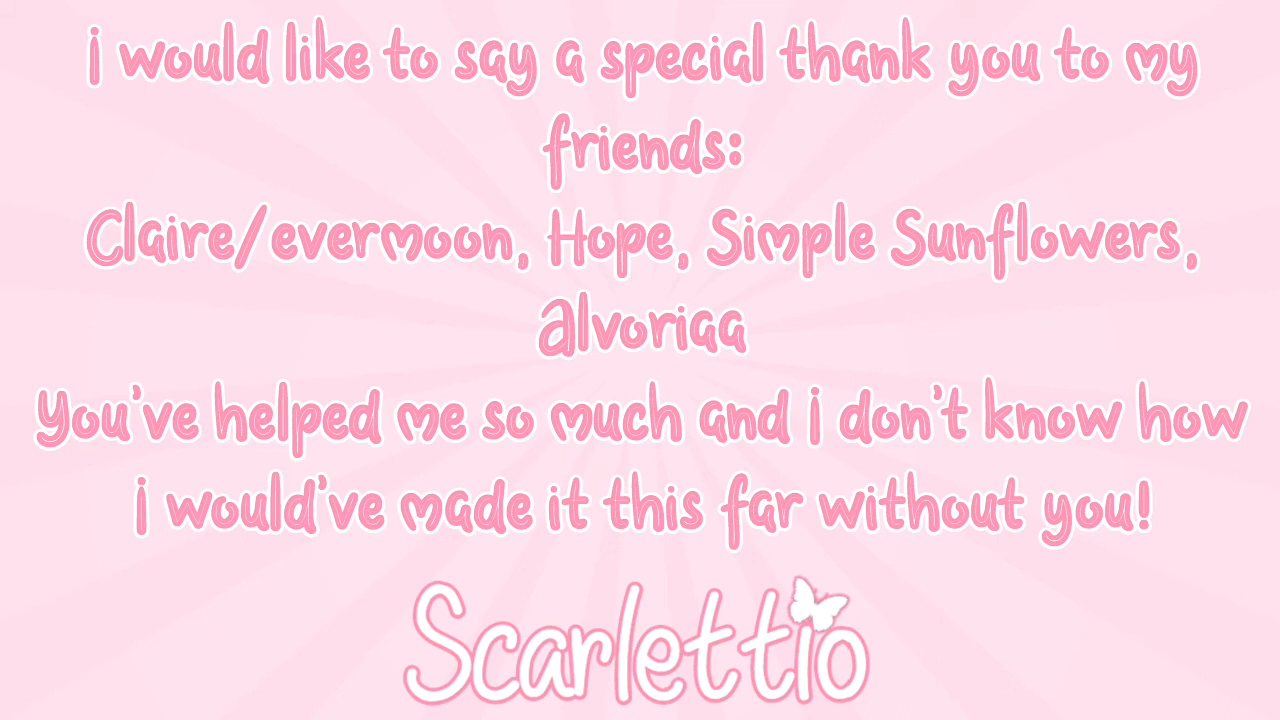 i would like to say a special thank you to my
friends:
Claire/evermoon, Hope, Simple Sunflowers,
alvoriaa
You've helped me so much and i don't know how
i would've made it this far without you!
Scarlettio